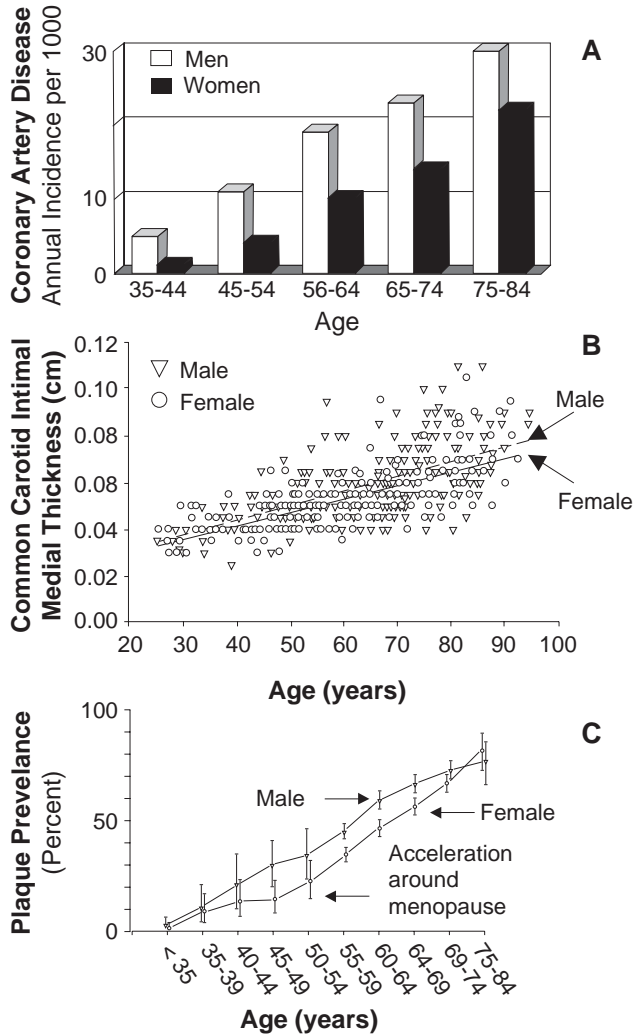 A
Coronary Artery Disease
Annual Incidence per 1000
30
10
0
Men
Women
35-44 45-54 56-64 65-74 75-84
Age
B
Common Carotid Intimal
Medial Thickness (cm)
0.12
0.10
0.08
0.08
0.04
0.02
0.00
Male
Female
Male
Female
20 30 40 50 60 70 80 90 100
Age (years)
C
Plaque Prevelance
(Percent)
100
50
0
Male
Female
Acceleration
around
menopause
< 35 35-39 40-44 45-49 50-54 55-59 60-64 64-69 69-74 75-84
Age (years)